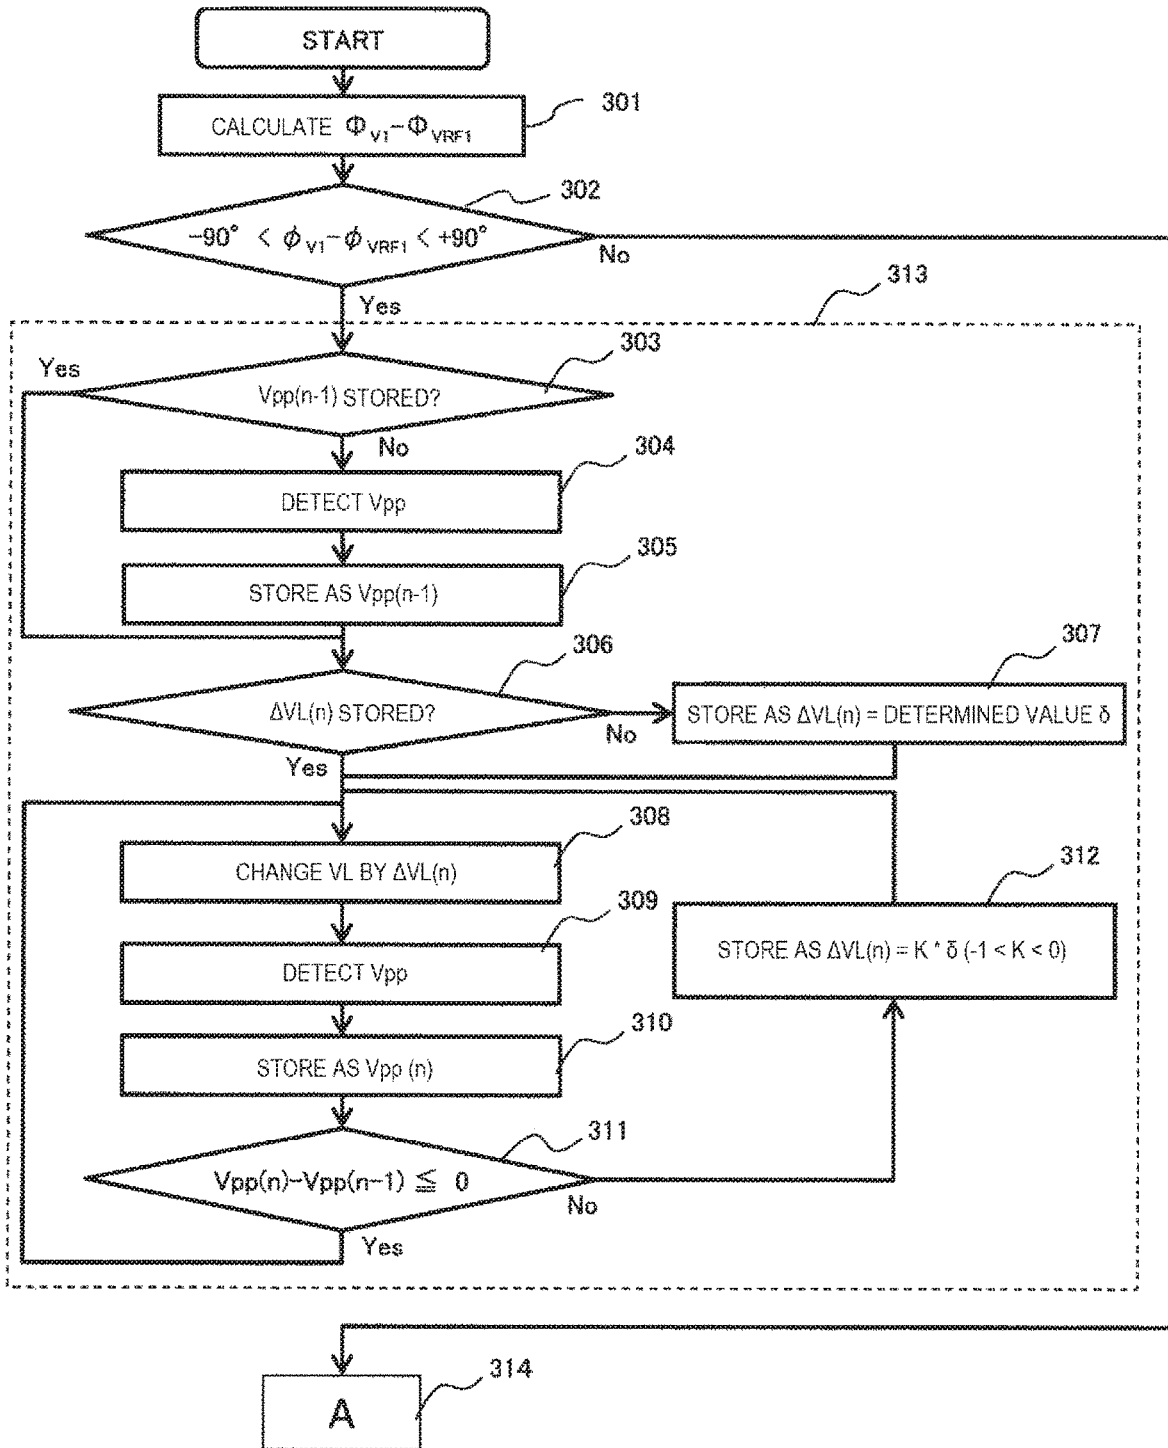 START
301
CALCULATE Φ_V1-Φ_VRF1
302
-90° < ϕ_V1-ϕ_VRF1 < +90°
No
Yes
313
303
Yes
Vpp(n-1) STORED?
No
304
DETECT Vpp
305
STORE AS Vpp(n-1)
306
307
ΔVL(n) STORED?
STORE AS ΔVL(n) = DETERMINED VALUE δ
No
Yes
308
CHANGE VL BY ΔVL(n)
312
309
STORE AS ΔVL(n) = K * δ (-1 < K < 0)
DETECT Vpp
310
STORE AS Vpp (n)
311
Vpp(n)-Vpp(n-1) ≦ 0
No
Yes
314
A